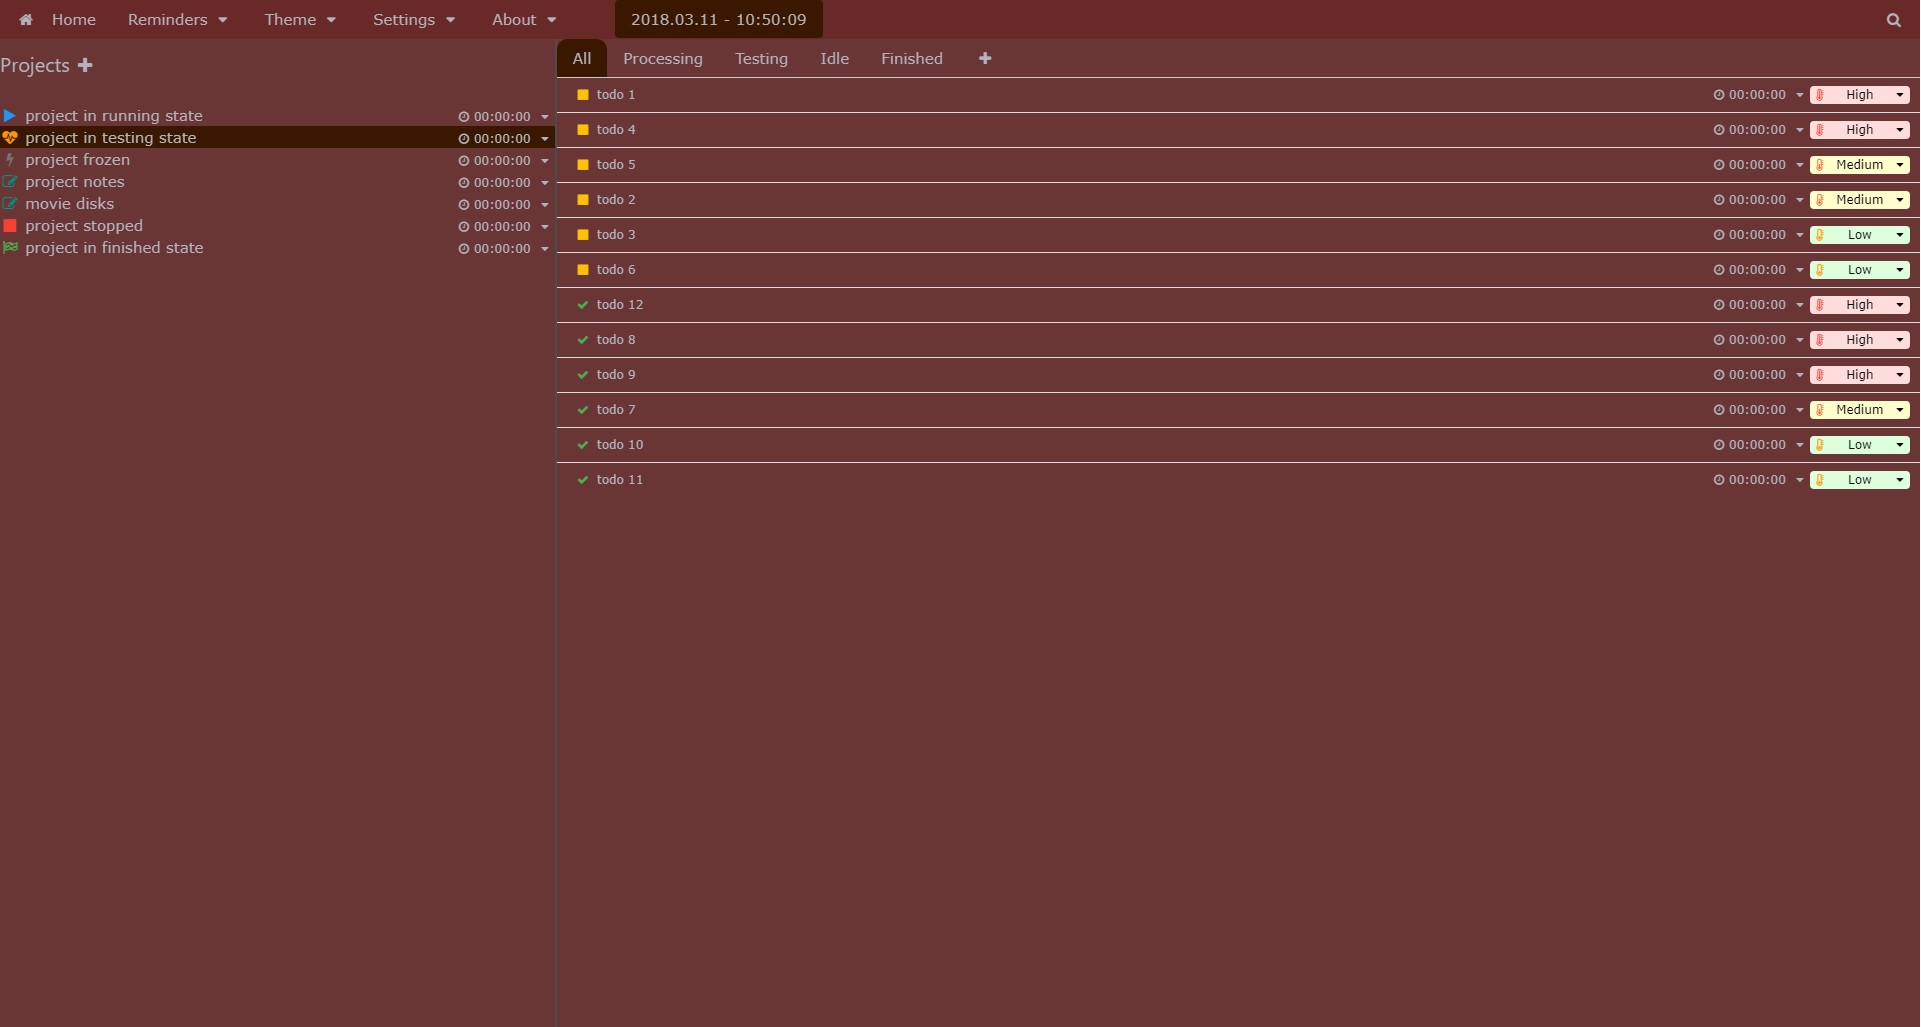 Home Reminders Theme Settings About 2018.03.11 - 10:50:09
Projects
project in running state 00:00:00
project in testing state 00:00:00
project frozen 00:00:00
project notes 00:00:00
movie disks 00:00:00
project stopped 00:00:00
project in finished state 00:00:00
All Processing Testing Idle Finished
todo 1 00:00:00 High
todo 4 00:00:00 High
todo 5 00:00:00 Medium
todo 2 00:00:00 Medium
todo 3 00:00:00 Low
todo 6 00:00:00 Low
todo 12 00:00:00 High
todo 8 00:00:00 High
todo 9 00:00:00 High
todo 7 00:00:00 Medium
todo 10 00:00:00 Low
todo 11 00:00:00 Low